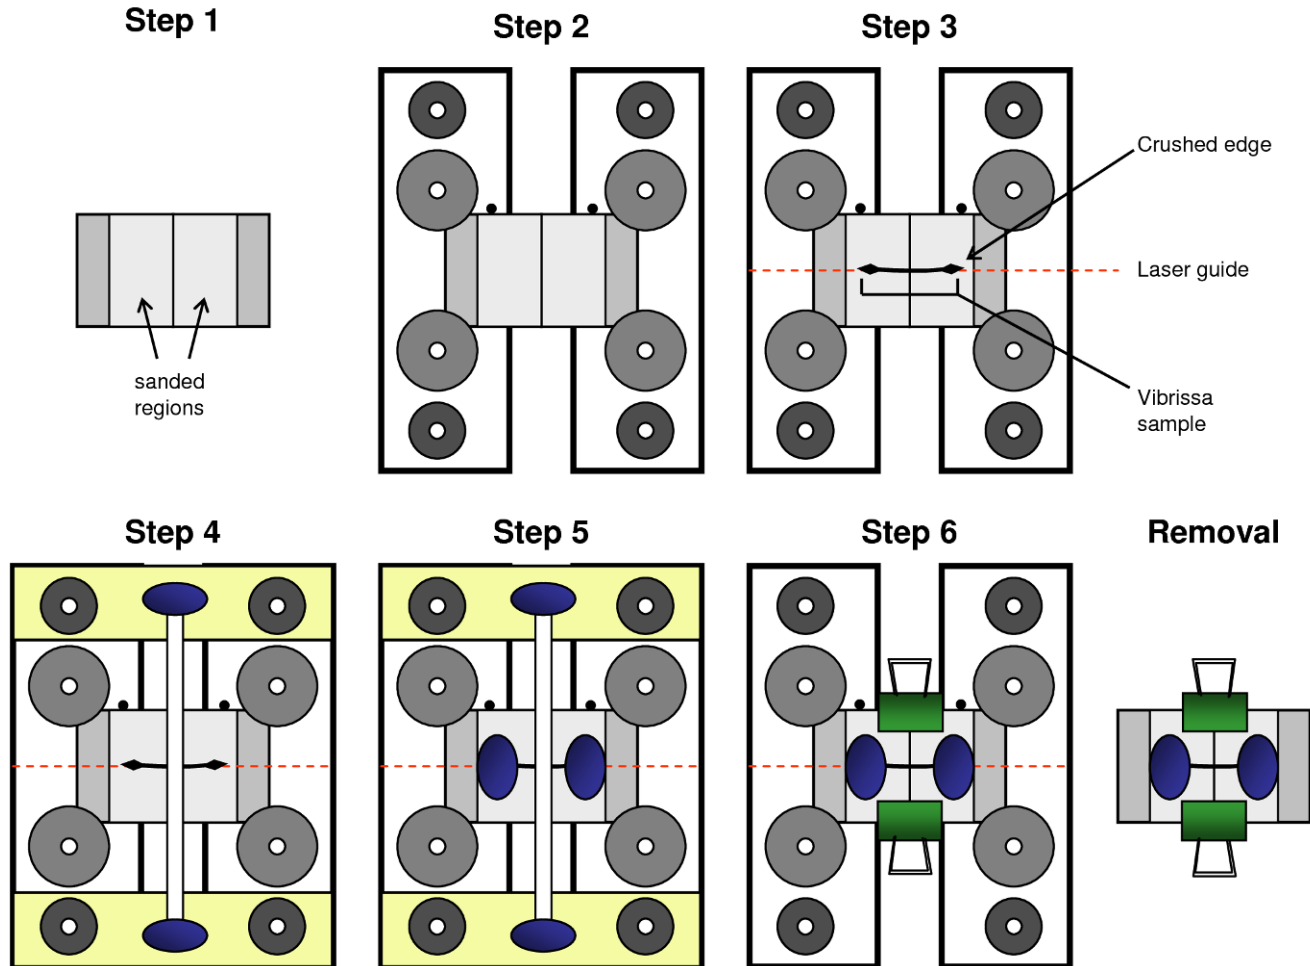 Step 1
Step 2
Step 3
Crushed edge
Laser guide
sanded
regions
Vibrissa
sample
Step 4
Step 5
Step 6
Removal